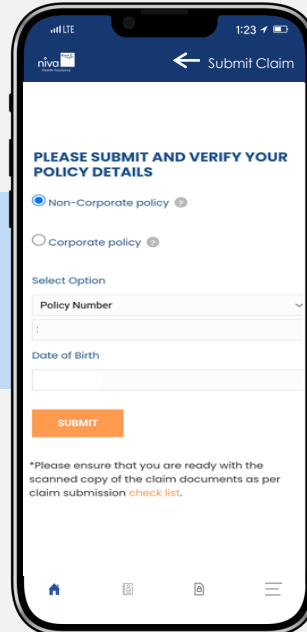 LTE
1:23
niva
Health Insurance
Submit Claim
PLEASE SUBMIT AND VERIFY YOUR
POLICY DETAILS
Non-Corporate policy ?
Corporate policy ?
Select Option
Policy Number
:
Date of Birth
SUBMIT
*Please ensure that you are ready with the
scanned copy of the claim documents as per
claim submission check list.